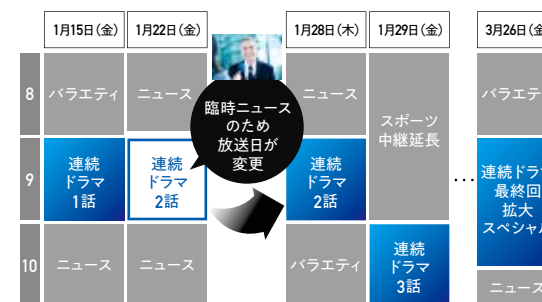 1月15日（金） 1月22日（金） 1月28日（木） 1月29日（金） 3月26日（金
8 バラエティ ニュース ニュース バラエテ
臨時ニュース
のため
放送日が
変更
スポーツ
中継延長
9
連続
ドラマ
1話
連続
ドラマ
2話
連続
ドラマ
2話
…
連続ドラマ
最終回
拡大
スペシャル
10 ニュース ニュース バラエティ
連続
ドラマ
3話
ニュース